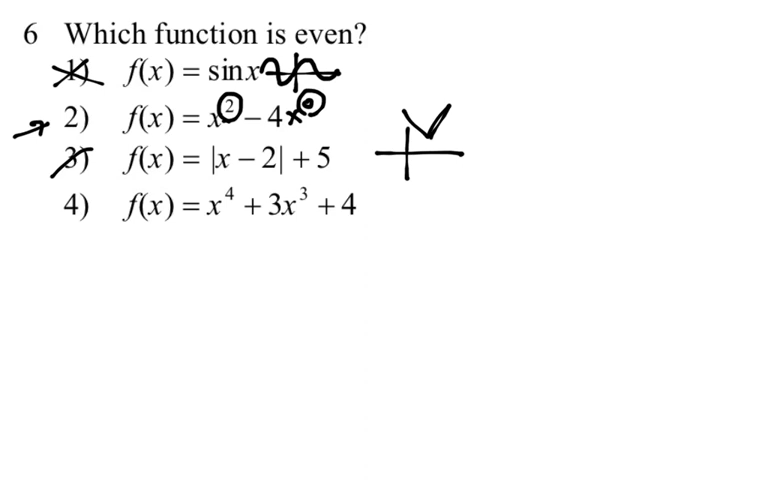 6 Which function is even?
1) f(x) = sin x
2) f(x) = x² – 4x⁰
3) f(x) = |x – 2| + 5
4) f(x) = x⁴ + 3x³ + 4